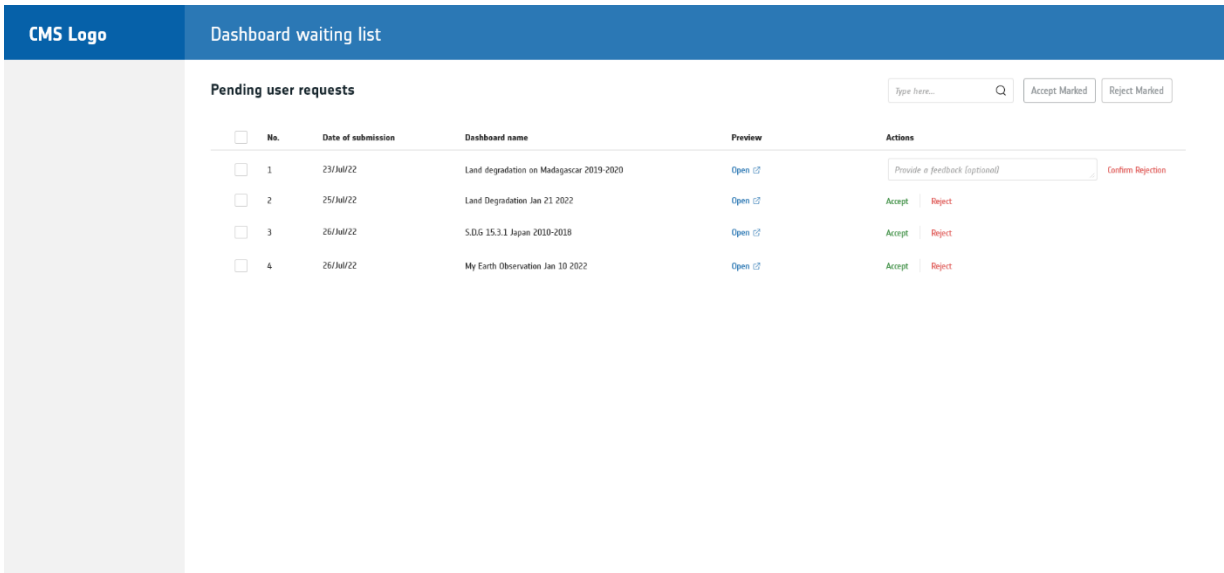 CMS Logo Dashboard waiting list
Pending user requests Type here... Accept Marked Reject Marked
No. Date of submission Dashboard name Preview Actions
1 23/Jul/22 Land degradation on Madagascar 2019-2020 Open Provide a feedback (optional) Confirm Rejection
2 25/Jul/22 Land Degradation Jan 21 2022 Open Accept Reject
3 26/Jul/22 S.D.G 15.3.1 Japan 2010-2018 Open Accept Reject
4 26/Jul/22 My Earth Observation Jan 10 2022 Open Accept Reject